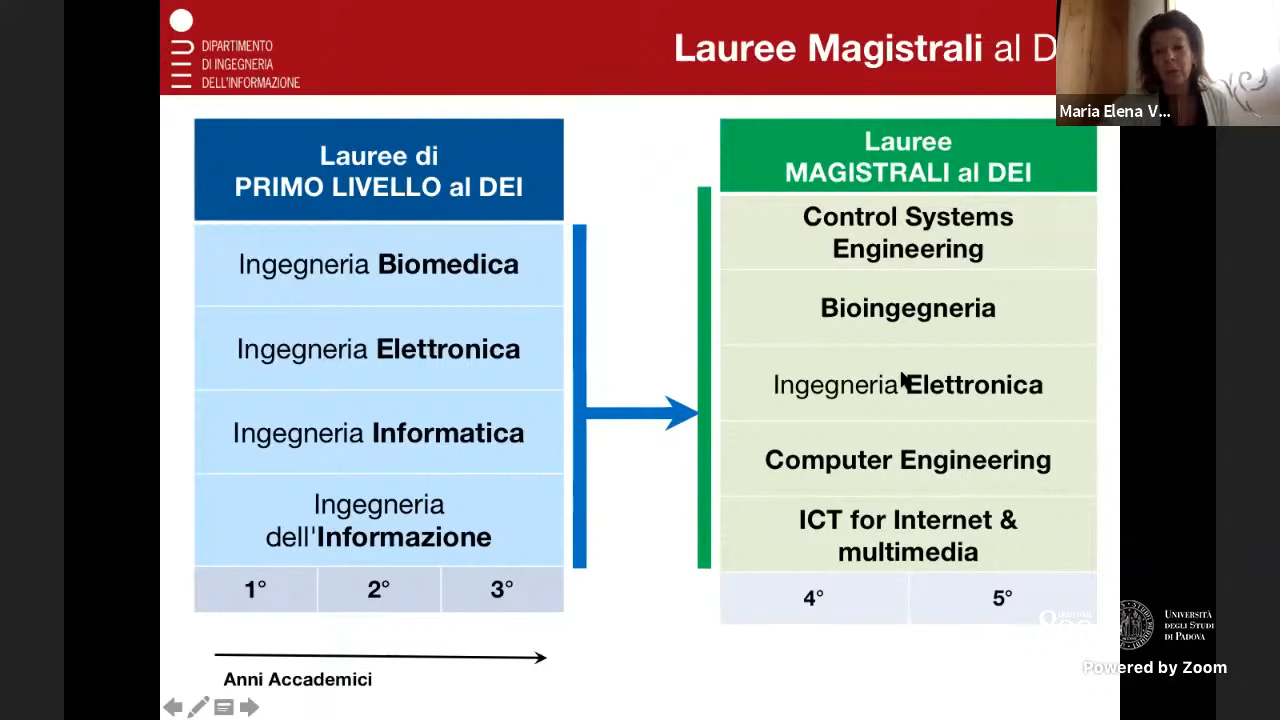 DIPARTIMENTO
DI INGEGNERIA
DELL'INFORMAZIONE
Lauree Magistrali al D
Maria Elena V...
Lauree di
PRIMO LIVELLO al DEI
Ingegneria Biomedica
Ingegneria Elettronica
Ingegneria Informatica
Ingegneria
dell'Informazione
1° 2° 3°
Anni Accademici
Lauree
MAGISTRALI al DEI
Control Systems
Engineering
Bioingegneria
Ingegneria Elettronica
Computer Engineering
ICT for Internet &
multimedia
4° 5°
UNIVERSITÀ
DEGLI STUDI
DI PADOVA
Powered by Zoom